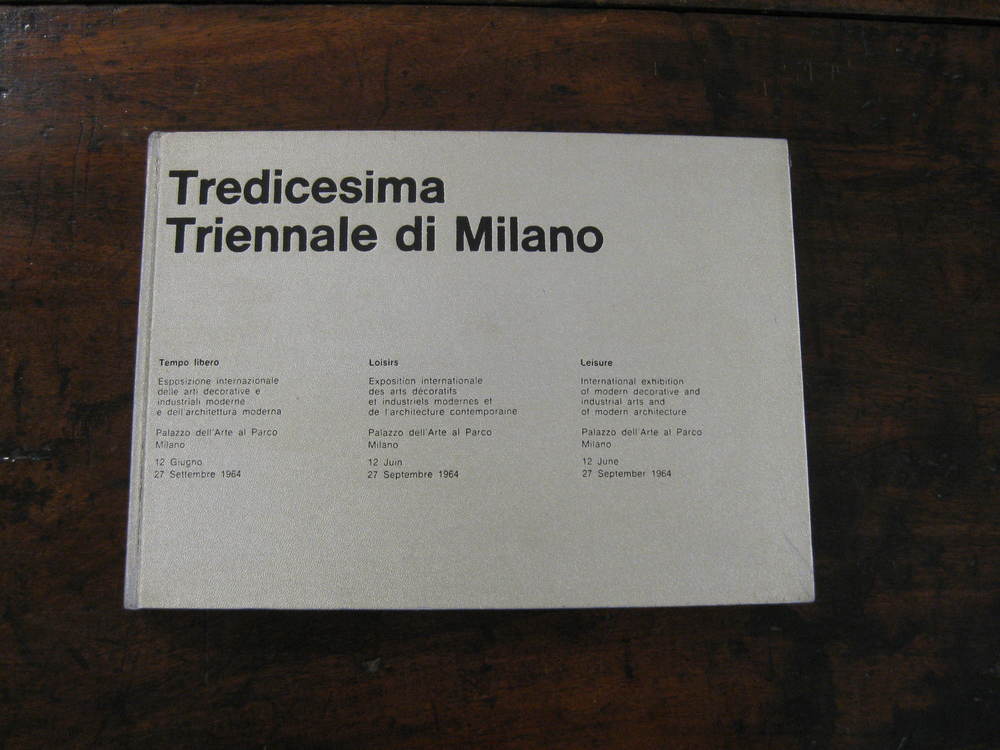 Tredicesima
Triennale di Milano
Tempo libero
Esposizione internazionale
delle arti decorative e
industriali moderne
e dell'architettura moderna
Palazzo dell'Arte al Parco
Milano
12 Giugno
27 Settembre 1964
Loisirs
Exposition internationale
des arts décoratifs
et industriels modernes et
de l'architecture contemporaine
Palazzo dell'Arte al Parco
Milano
12 Juin
27 Septembre 1964
Leisure
International exhibition
of modern decorative and
industrial arts and
of modern architecture
Palazzo dell'Arte al Parco
Milano
12 June
27 September 1964